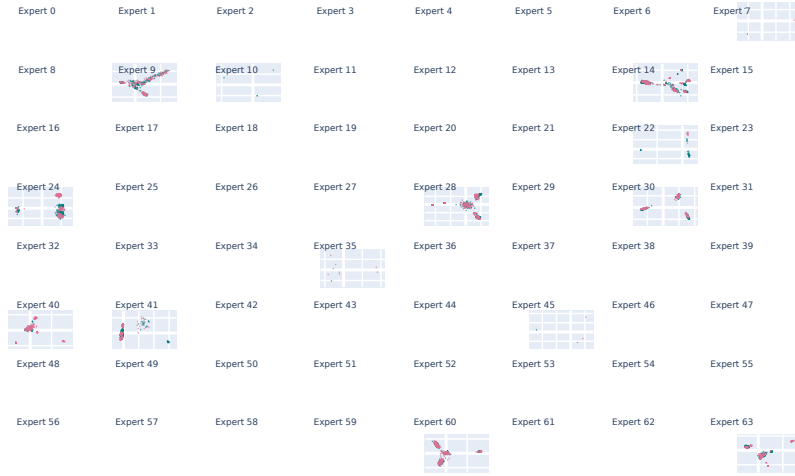 Expert 0 Expert 1 Expert 2 Expert 3 Expert 4 Expert 5 Expert 6 Expert 7
Expert 8 Expert 9 Expert 10 Expert 11 Expert 12 Expert 13 Expert 14 Expert 15
Expert 16 Expert 17 Expert 18 Expert 19 Expert 20 Expert 21 Expert 22 Expert 23
Expert 24 Expert 25 Expert 26 Expert 27 Expert 28 Expert 29 Expert 30 Expert 31
Expert 32 Expert 33 Expert 34 Expert 35 Expert 36 Expert 37 Expert 38 Expert 39
Expert 40 Expert 41 Expert 42 Expert 43 Expert 44 Expert 45 Expert 46 Expert 47
Expert 48 Expert 49 Expert 50 Expert 51 Expert 52 Expert 53 Expert 54 Expert 55
Expert 56 Expert 57 Expert 58 Expert 59 Expert 60 Expert 61 Expert 62 Expert 63